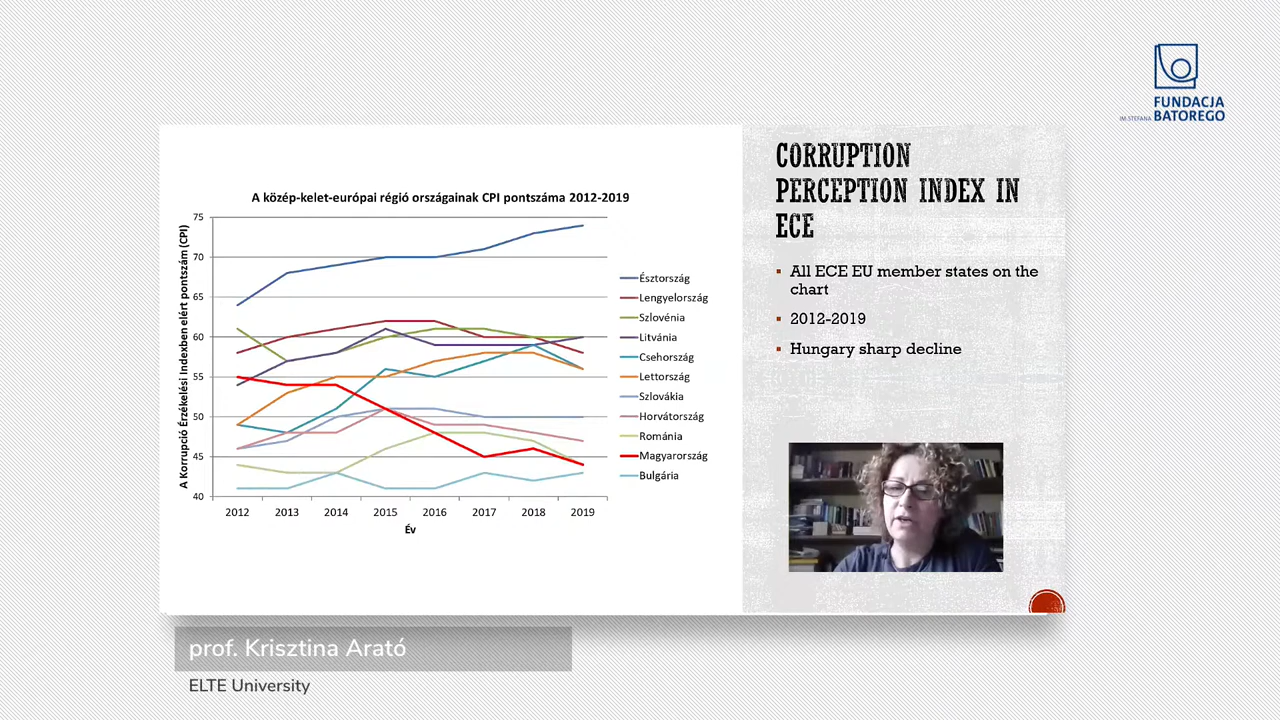 FUNDACJA
IM. STEFANA BATOREGO
CORRUPTION
PERCEPTION INDEX IN
ECE
All ECE EU member states on the
chart
2012-2019
Hungary sharp decline
A közép-kelet-európai régió országainak CPI pontszáma 2012-2019
A Korrupció Érzékelési Indexben elért pontszám (CPI)
75
70
65
60
55
50
45
40
2012 2013 2014 2015 2016 2017 2018 2019
Év
Észtország
Lengyelország
Szlovénia
Litvánia
Csehország
Lettország
Szlovákia
Horvátország
Románia
Magyarország
Bulgária
prof. Krisztina Arató
ELTE University